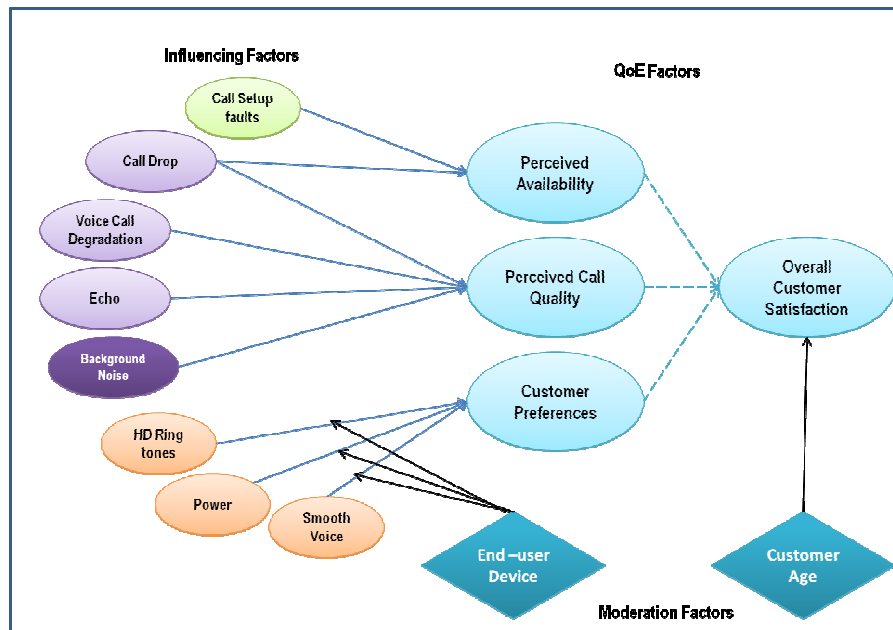 Influencing Factors
QoE Factors
Call Setup
faults
Call Drop
Perceived
Availability
Voice Call
Degradation
Perceived Call
Quality
Overall
Customer
Satisfaction
Echo
Background
Noise
Customer
Preferences
HD Ring
tones
Power
Smooth
Voice
End –user
Device
Customer
Age
Moderation Factors